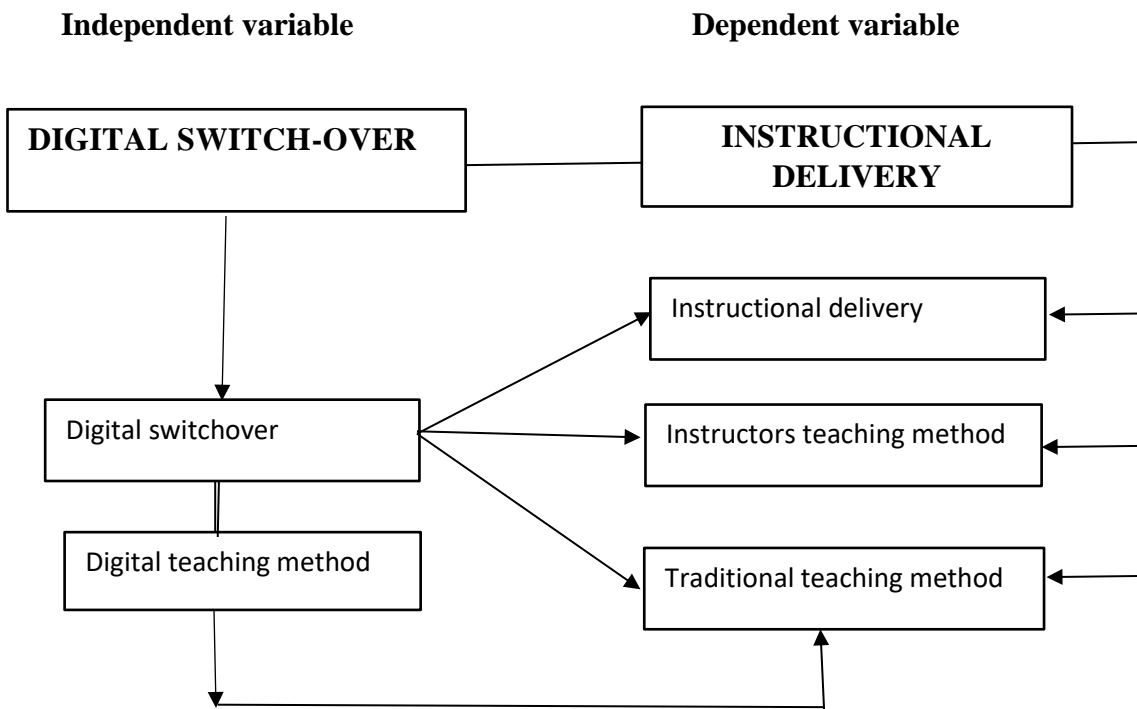 Independent variable
Dependent variable
DIGITAL SWITCH-OVER
INSTRUCTIONAL
DELIVERY
Instructional delivery
Digital switchover
Instructors teaching method
Digital teaching method
Traditional teaching method